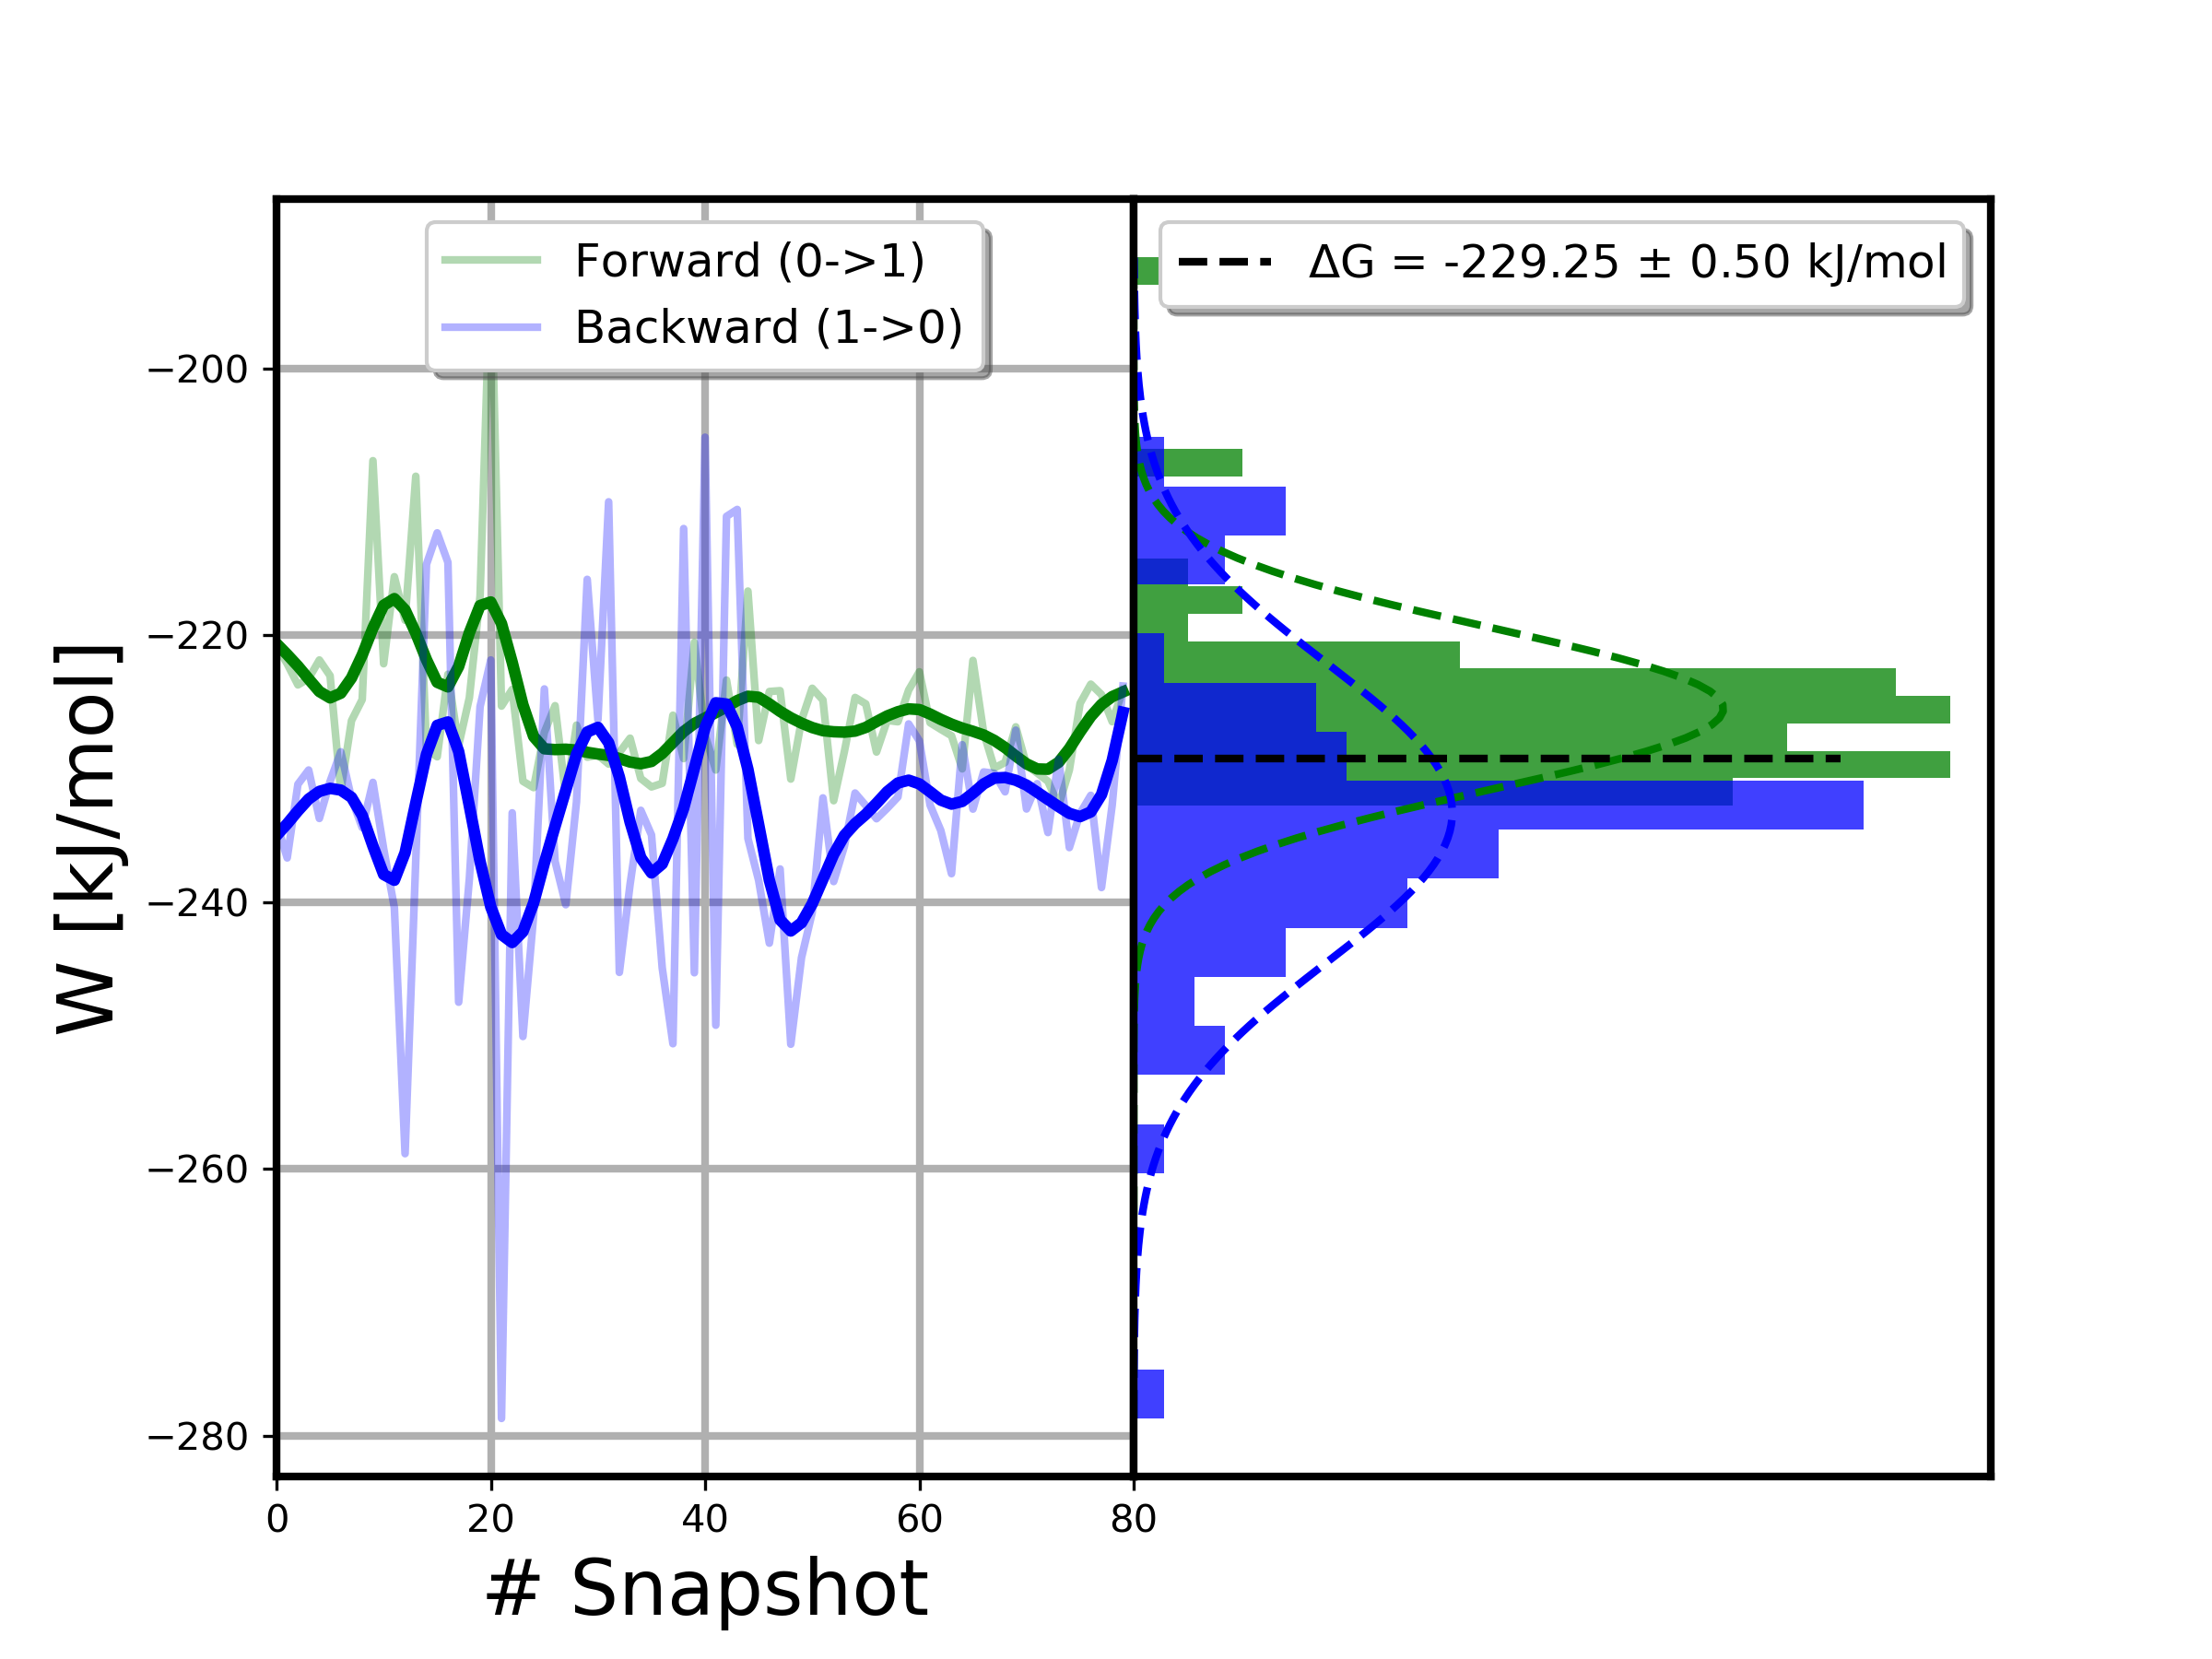 Forward (0->1)
Backward (1->0)
ΔG = -229.25 ± 0.50 kJ/mol
W [kJ/mol]
−200
−220
−240
−260
−280
0 20 40 60 80
# Snapshot